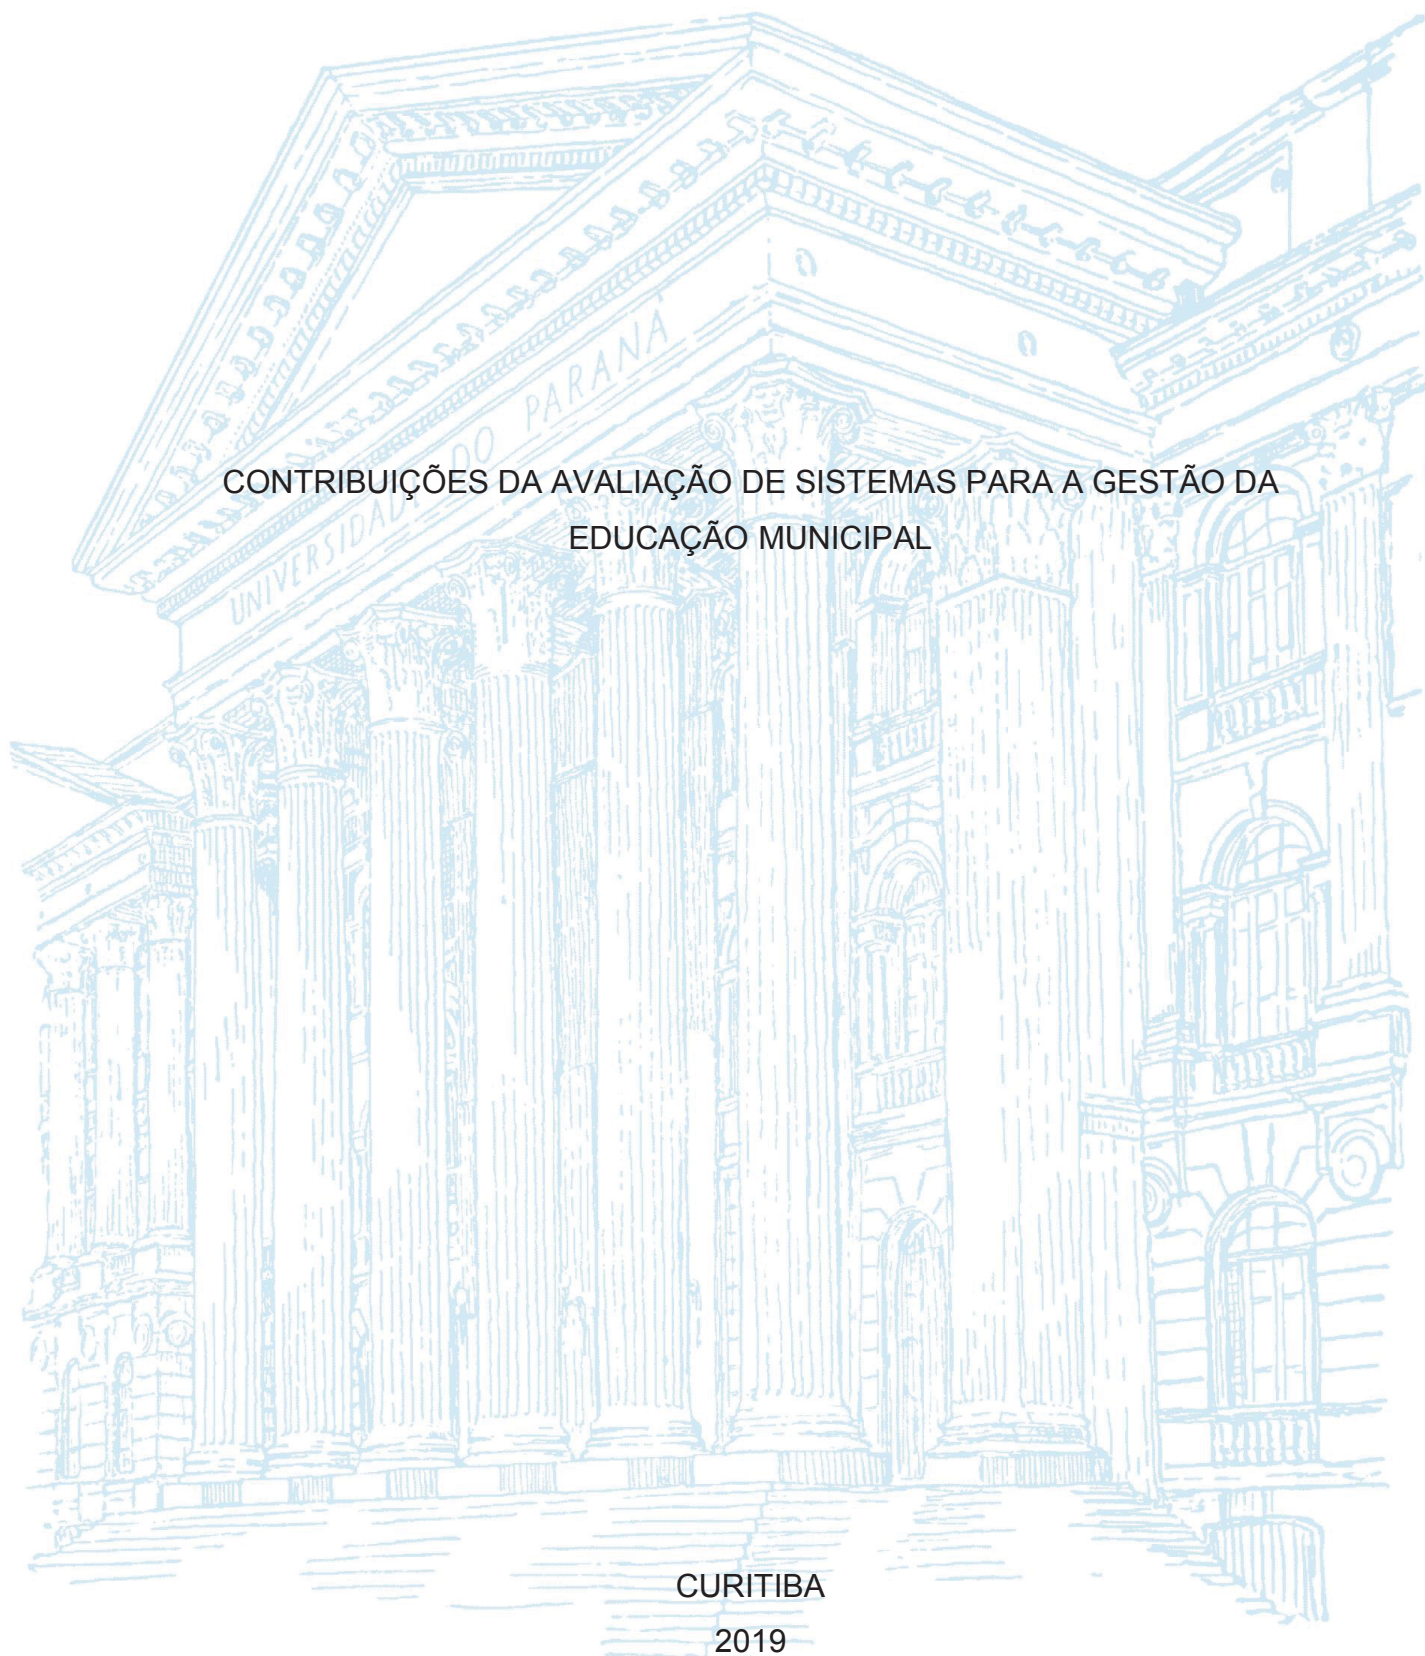 UNIVERSIDADE DO PARANÁ
CONTRIBUIÇÕES DA AVALIAÇÃO DE SISTEMAS PARA A GESTÃO DA
EDUCAÇÃO MUNICIPAL
CURITIBA
2019